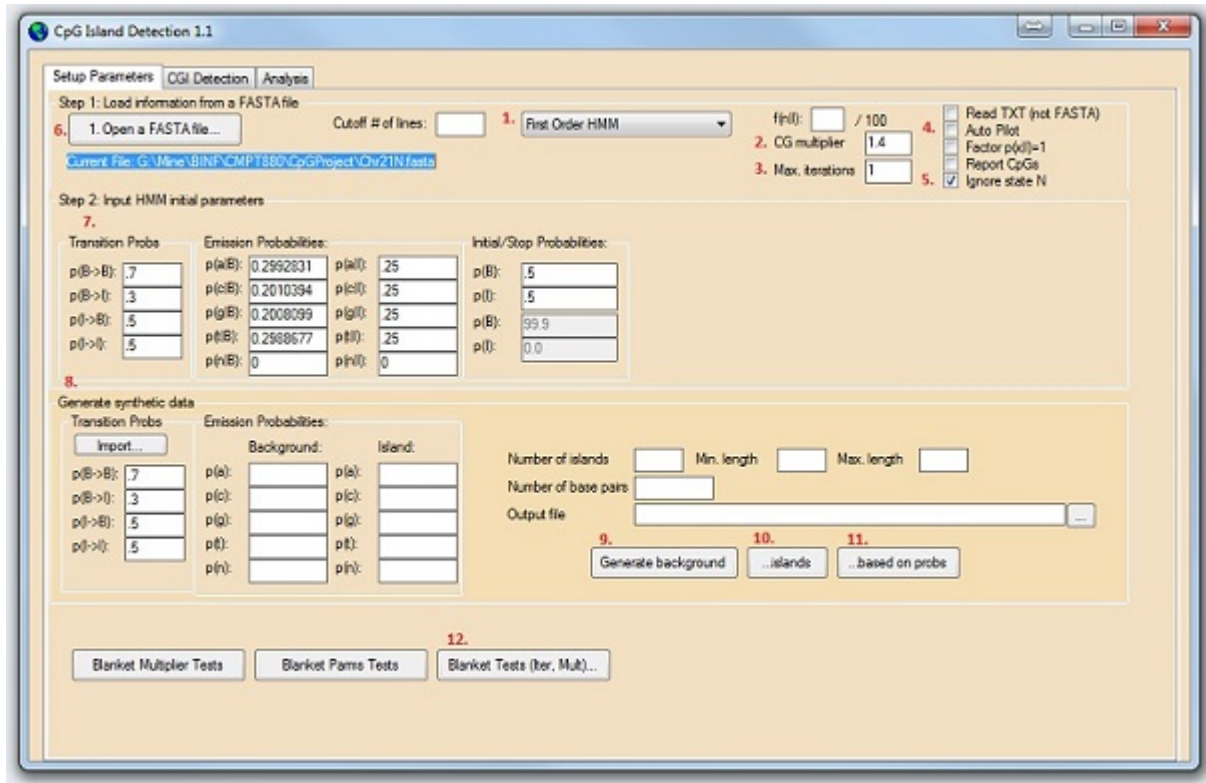 CpG Island Detection 1.1
Setup Parameters CGI Detection Analysis
Step 1: Load information from a FASTA file
6. 1. Open a FASTA file...
Cutoff # of lines:
1. First Order HMM
f(nII): / 100
2. CG multiplier 1.4
3. Max. iterations 1
4.
Read TXT (not FASTA)
Auto Pilot
Factor p(xII)=1
Report CpGs
5. Ignore state N
Current File: G:\Mine\BINF\CMPT880\CpGProject\Chr21N.fasta
Step 2: Input HMM initial parameters
7.
Transition Probs
p(B->B): .7
p(B->I): .3
p(I->B): .5
p(I->I): .5
Emission Probabilities:
p(a|B): 0.2992831 p(a|I): .25
p(c|B): 0.2010394 p(c|I): .25
p(g|B): 0.2008099 p(g|I): .25
p(t|B): 0.2988677 p(t|I): .25
p(n|B): 0 p(n|I): 0
Initial/Stop Probabilities:
p(B): .5
p(I): .5
p(B): 99.9
p(I): 0.0
8.
Generate synthetic data
Transition Probs
Import...
p(B->B): .7
p(B->I): .3
p(I->B): .5
p(I->I): .5
Emission Probabilities:
Background: Island:
p(a): p(a):
p(c): p(c):
p(g): p(g):
p(t): p(t):
p(n): p(n):
Number of islands Min. length Max. length
Number of base pairs
Output file ...
9. 10. 11.
Generate background ...islands ...based on probs
12.
Blanket Multiplier Tests Blanket Parms Tests Blanket Tests (Iter, Mult)...